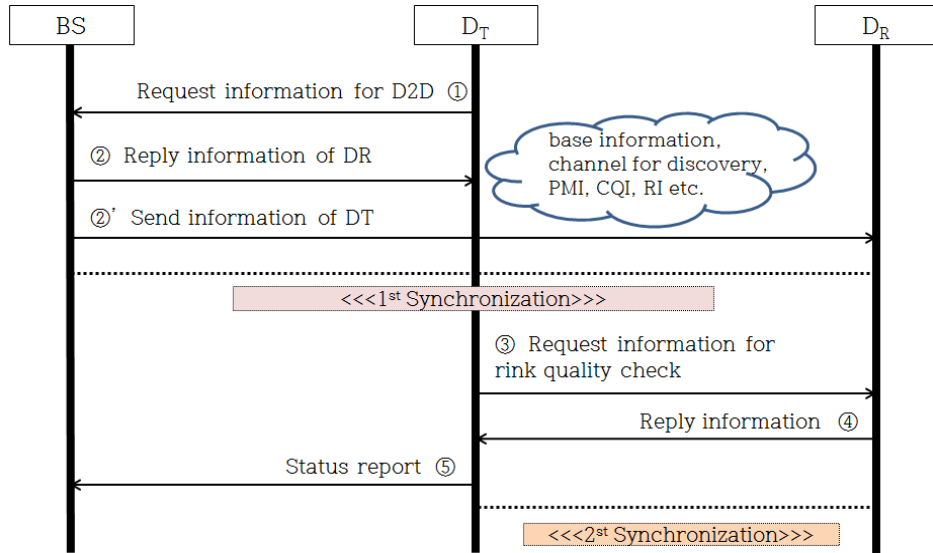 BS
D_T
D_R
Request information for D2D ①
base information,
channel for discovery,
PMI, CQI, RI etc.
② Reply information of DR
②' Send information of DT
<<<1st Synchronization>>>
③ Request information for
rink quality check
Reply information ④
Status report ⑤
<<<2st Synchronization>>>